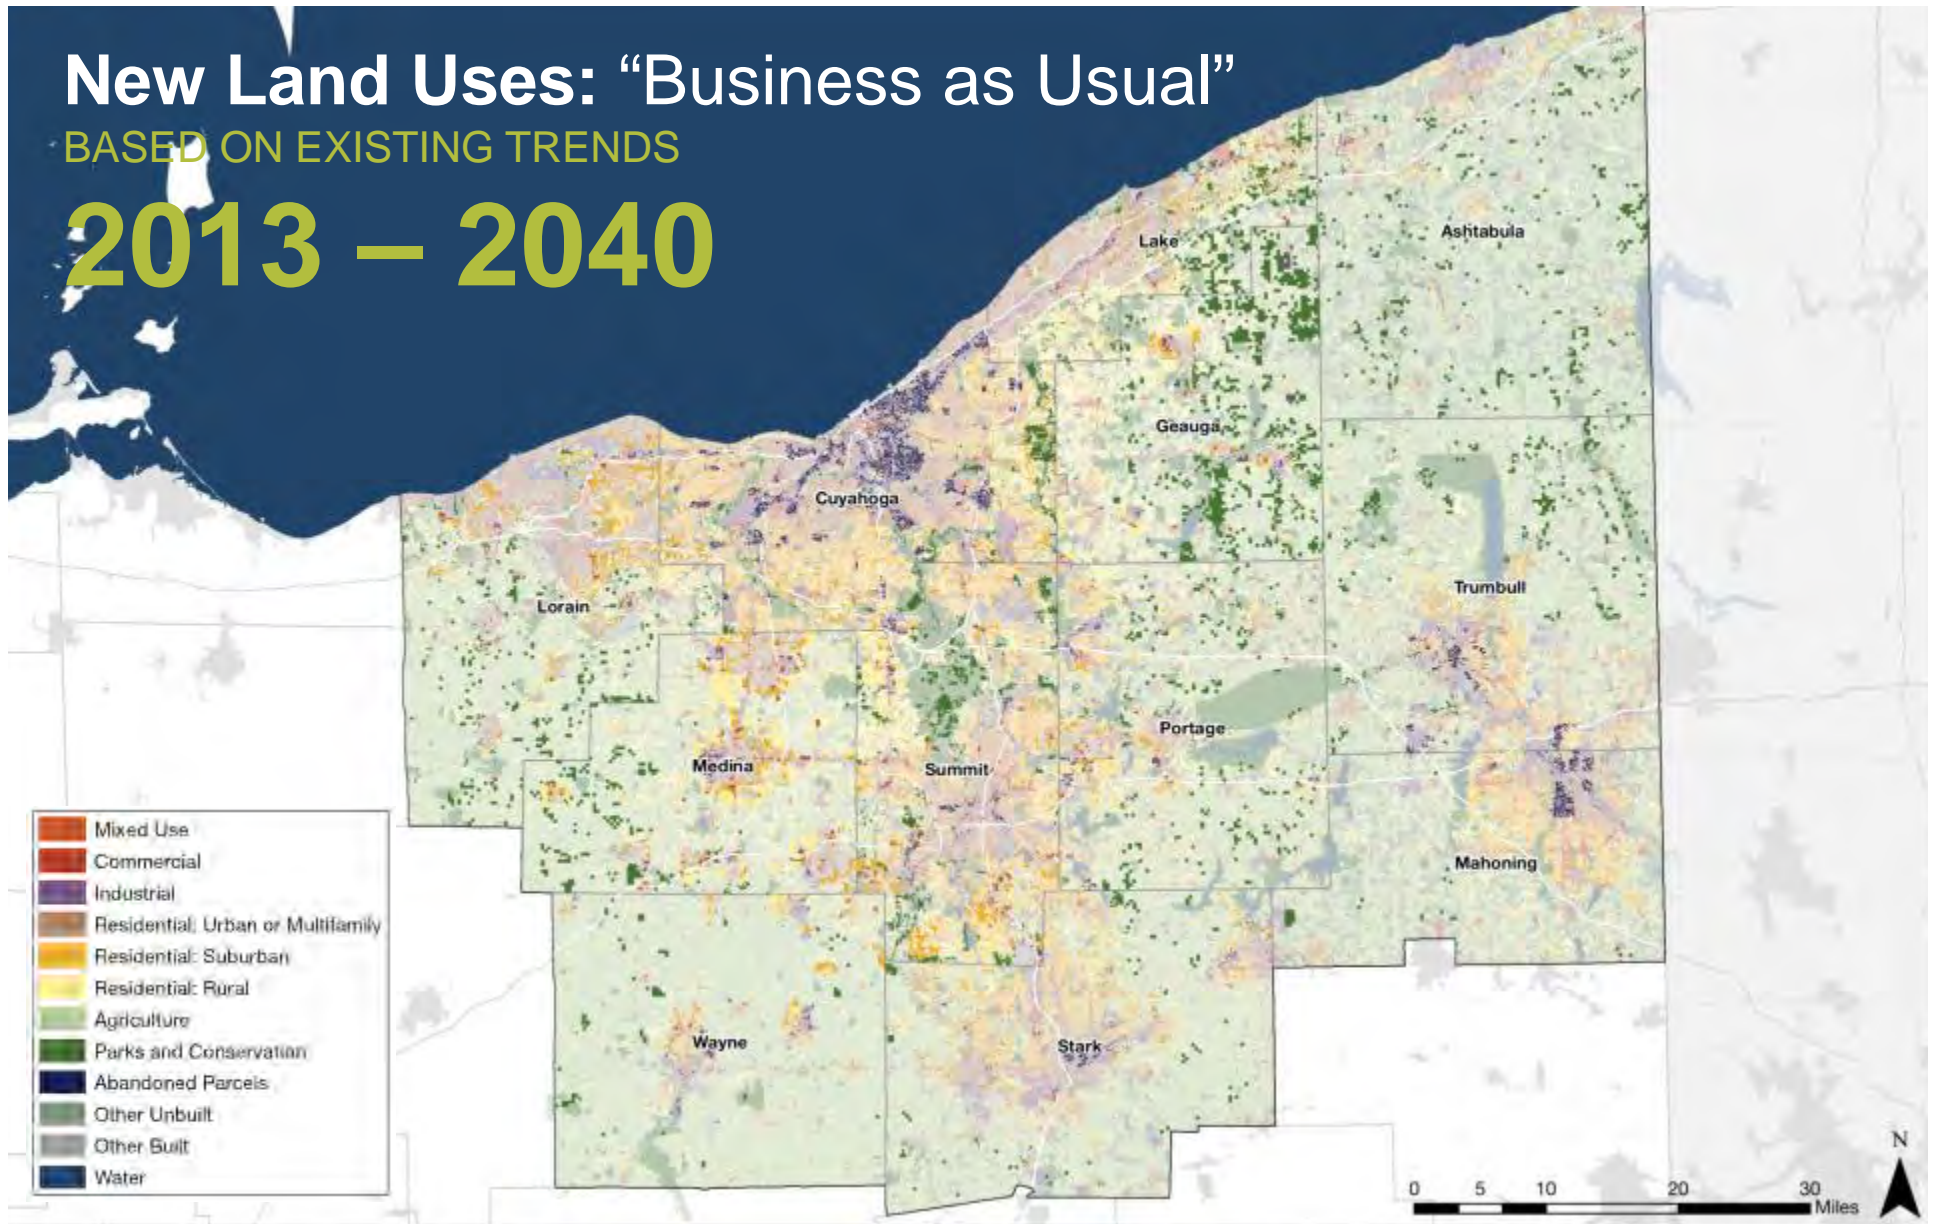 New Land Uses: “Business as Usual”
BASED ON EXISTING TRENDS
2013 – 2040
Lake
Ashtabula
Geauga
Cuyahoga
Trumbull
Lorain
Portage
Medina
Summit
Mahoning
Wayne
Stark
Mixed Use
Commercial
Industrial
Residential: Urban or Multifamily
Residential: Suburban
Residential: Rural
Agriculture
Parks and Conservation
Abandoned Parcels
Other Unbuilt
Other Built
Water
N
0 5 10 20 30
Miles